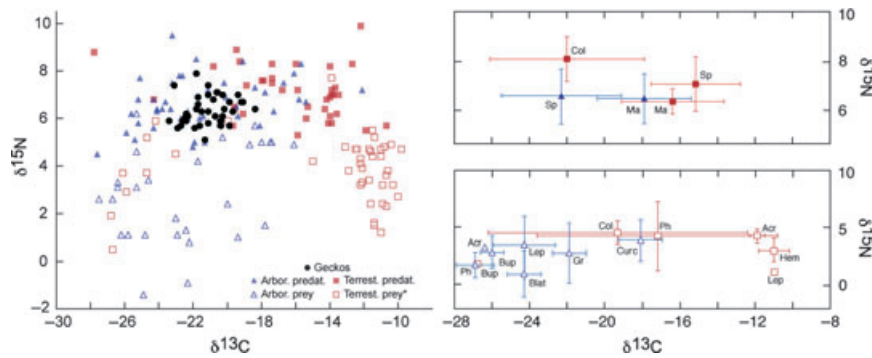 10
8
6
4
2
0
−2
δ15N
Geckos
Arbor. predat.
Terrest. predat.
Arbor. prey
Terrest. prey*
−30
−26
−22
−18
−14
−10
δ13C
10
8
6
δ15N
Col
Sp
Sp
Ma
Ma
10
5
0
δ15N
Col
Ph
Acr
Acr
Lep
Curc
Bup
Gr
Hem
Ph
Bup
Blat
Lep
−28
−24
−20
−16
−12
−8
δ13C